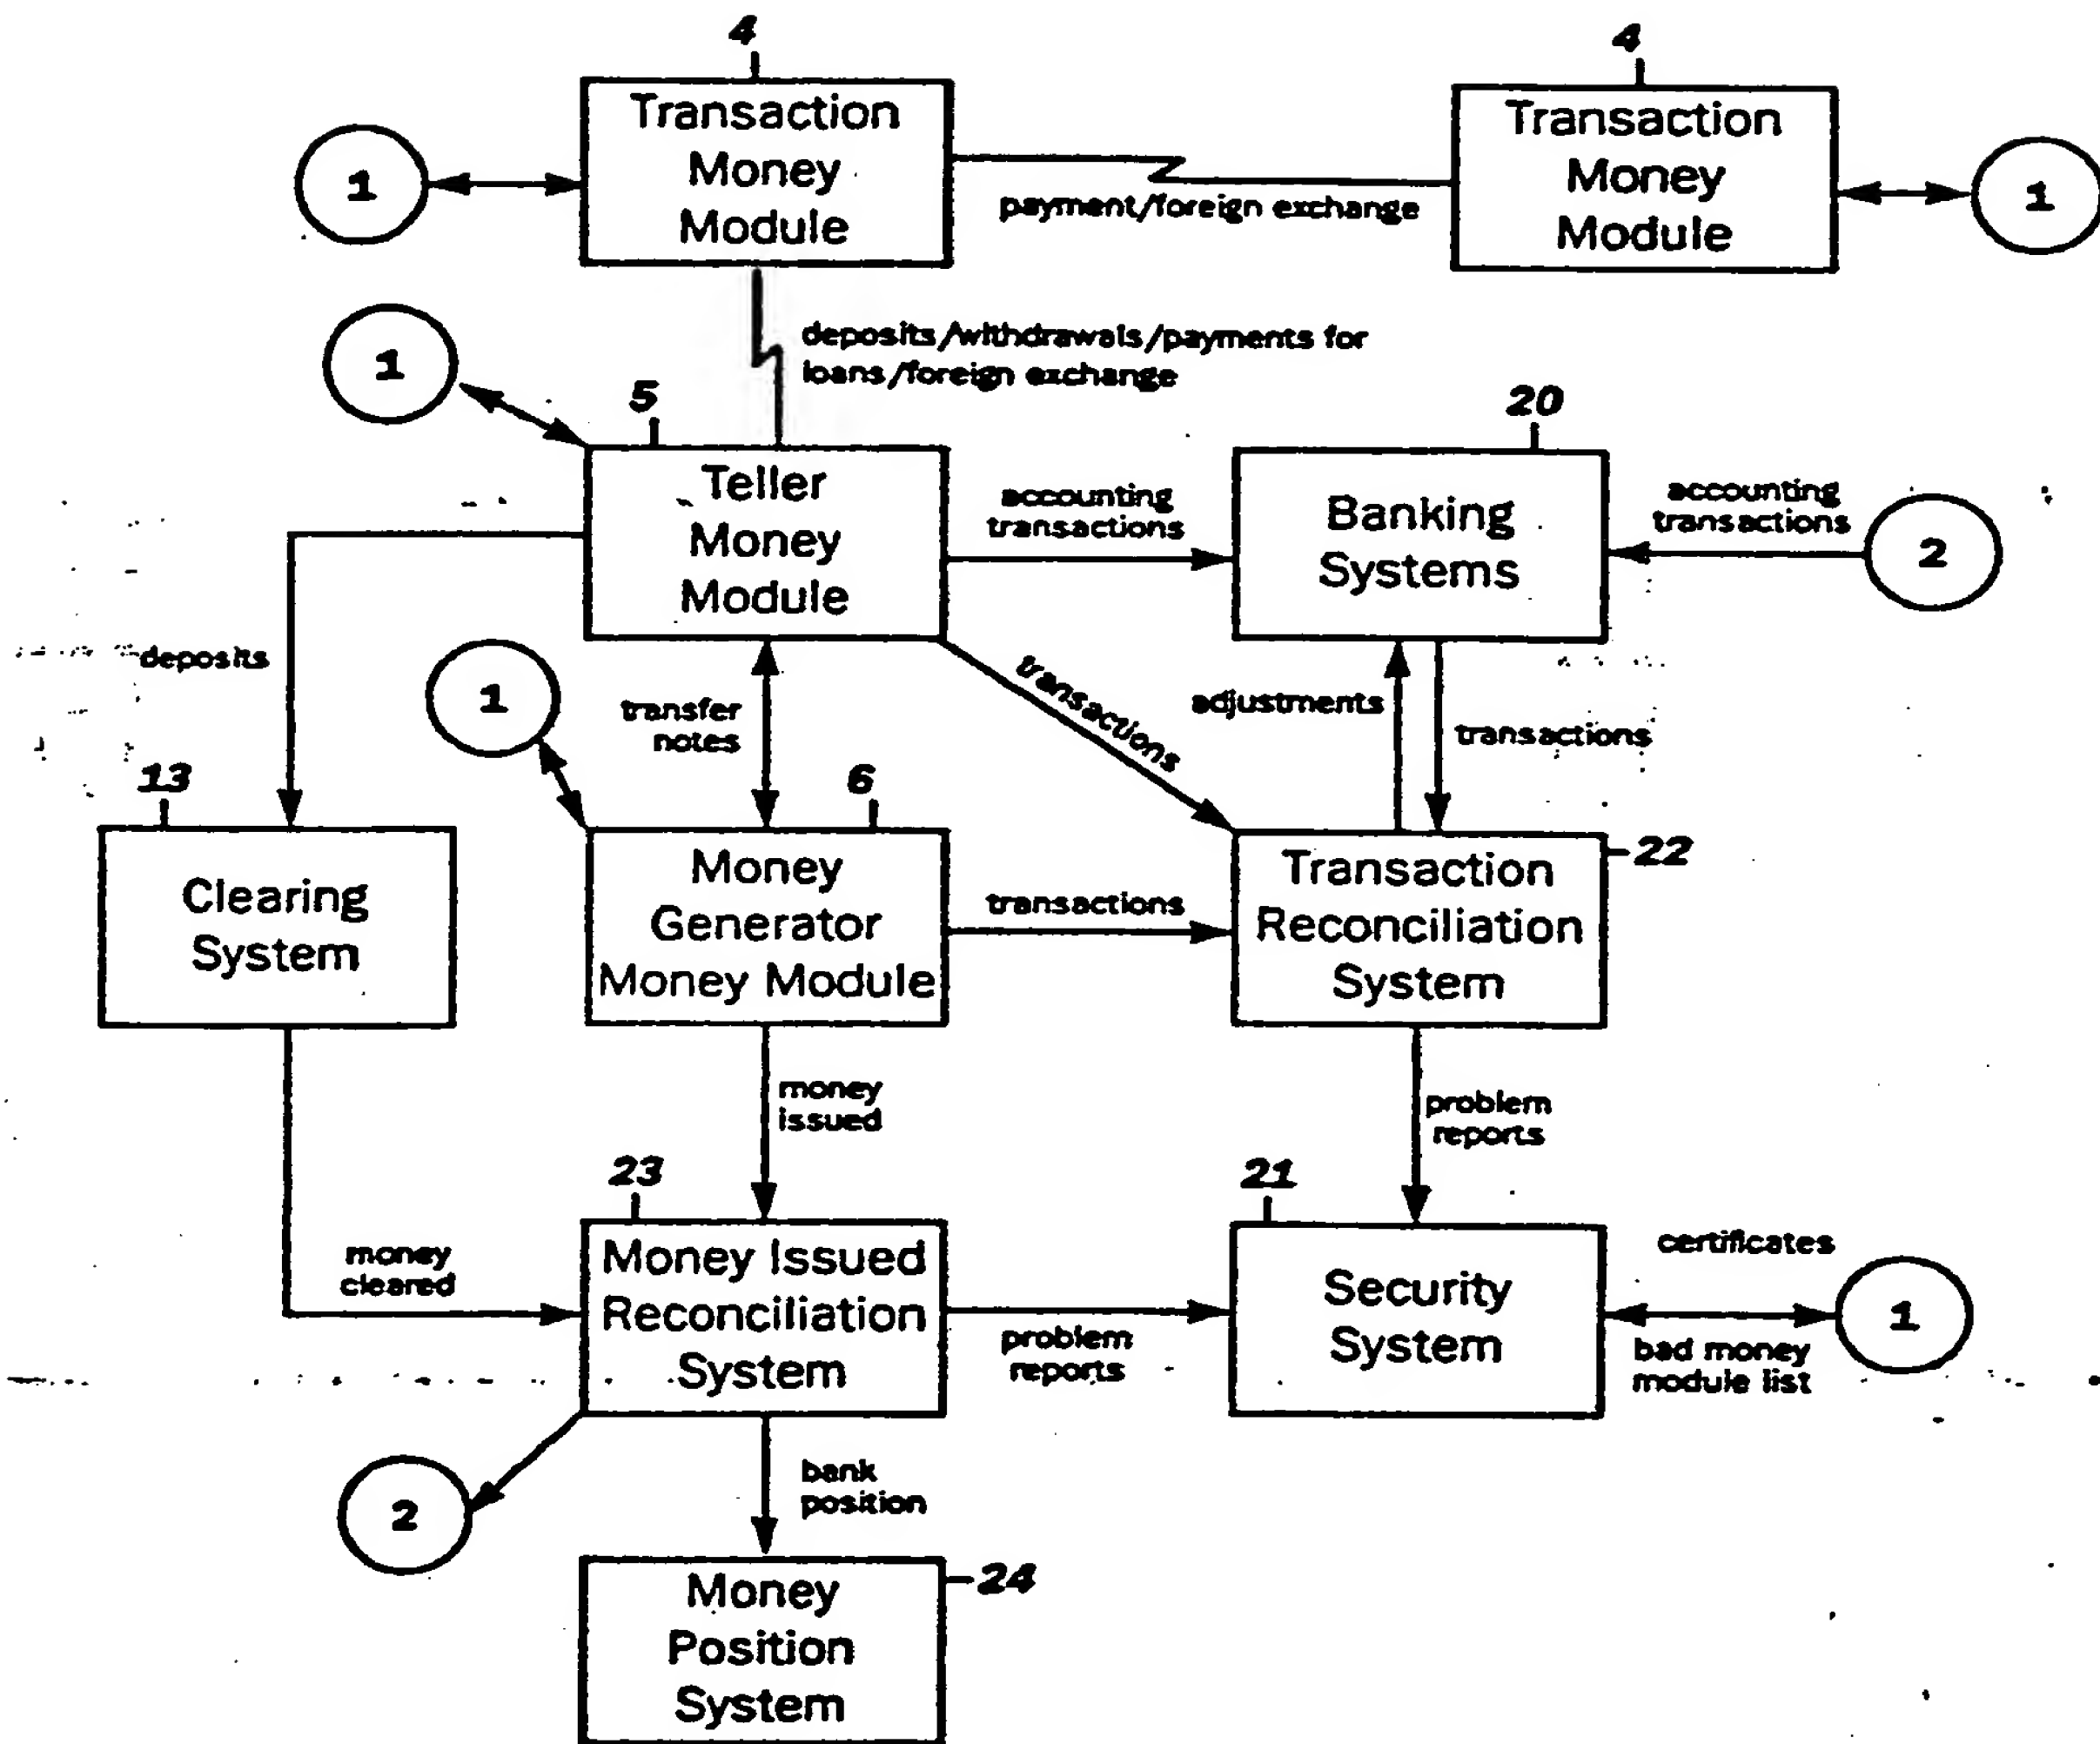 4
4
Transaction
Money
Module
Transaction
Money
Module
1
1
payment/foreign exchange
1
deposits/withdrawals/payments for
loans/foreign exchange
5
20
Teller
Money
Module
accounting
transactions
Banking
Systems
accounting
transactions
2
deposits
1
transfer
notes
transactions
adjustments
transactions
13
6
22
Clearing
System
Money
Generator
Money Module
transactions
Transaction
Reconciliation
System
money
issued
problem
reports
23
21
money
cleared
Money Issued
Reconciliation
System
problem
reports
Security
System
certificates
1
bad money
module list
2
bank
position
24
Money
Position
System